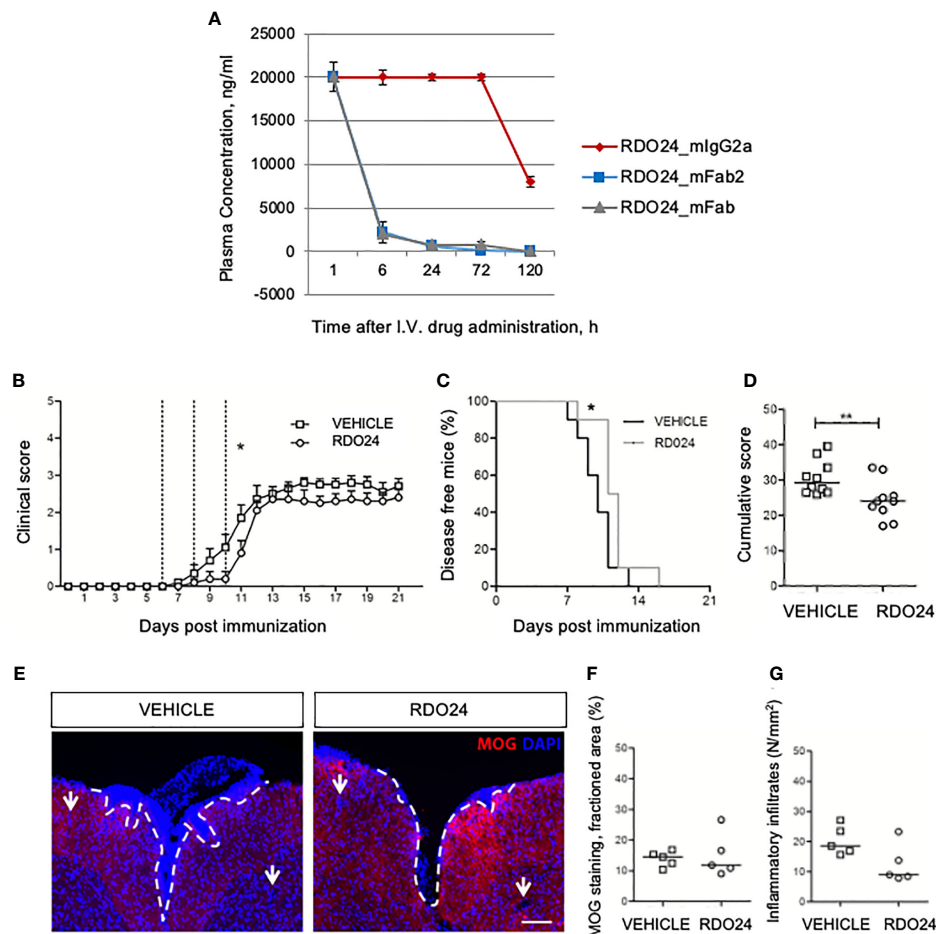 A
25000
20000
15000
10000
5000
0
-5000
Plasma Concentration, ng/ml
1 6 24 72 120
Time after I.V. drug administration, h
RDO24_mIgG2a
RDO24_mFab2
RDO24_mFab
B
5
4
3
2
1
0
Clinical score
VEHICLE
RDO24
*
1 3 5 7 9 11 13 15 17 19 21
Days post immunization
C
100
80
60
40
20
0
Disease free mice (%)
*
VEHICLE
RD024
0 7 14 21
Days post immunization
D
50
40
30
20
10
0
Cumulative score
**
VEHICLE RDO24
E
VEHICLE
RDO24
MOG DAPI
F
MOG staining, fractioned area (%)
50
40
30
20
10
0
VEHICLE RDO24
G
Inflammatory infiltrates (N/mm²)
50
40
30
20
10
0
VEHICLE RDO24